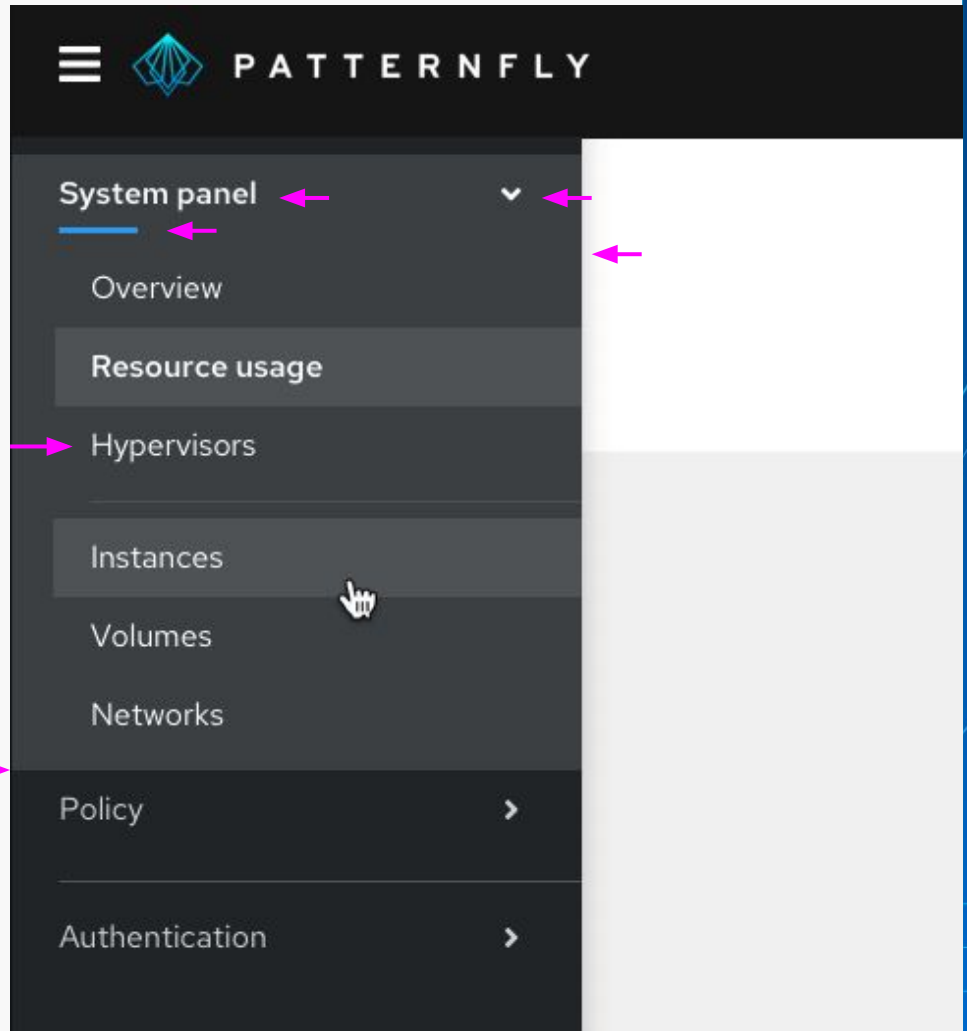 PATTERNFLY
System panel
Overview
Resource usage
Hypervisors
Instances
Volumes
Networks
Policy
Authentication